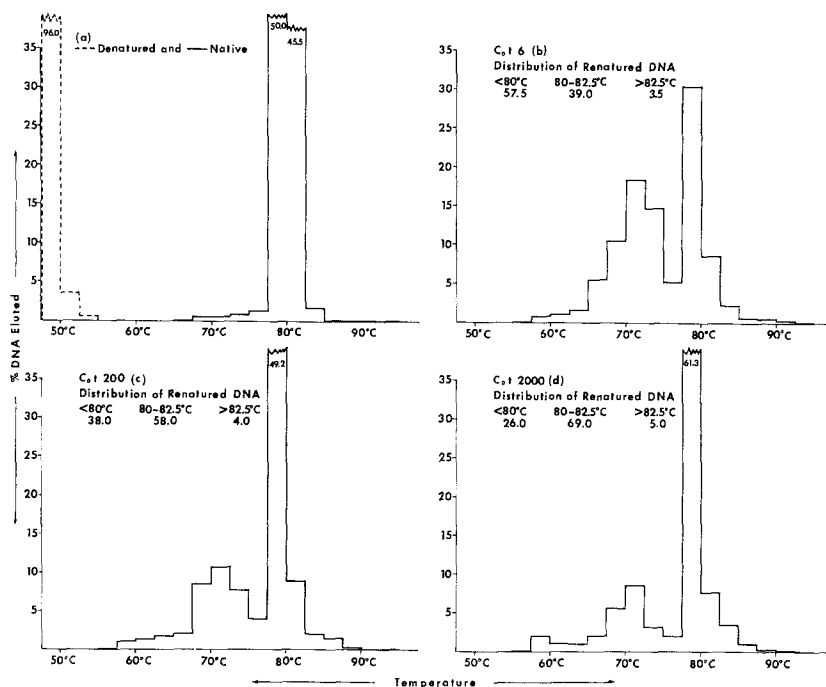 35
30
25
20
15
10
5
96.0
(a)
Denatured and Native
50.0
45.5
50°C 60°C 70°C 80°C 90°C
35
30
25
20
15
10
5
C₀t 6 (b)
Distribution of Renatured DNA
<80°C 80–82.5°C >82.5°C
57.5 39.0 3.5
50°C 60°C 70°C 80°C 90°C
% DNA Eluted
35
30
25
20
15
10
5
C₀t 200 (c)
Distribution of Renatured DNA
<80°C 80–82.5°C >82.5°C
38.0 58.0 4.0
49.2
50°C 60°C 70°C 80°C 90°C
35
30
25
20
15
10
5
C₀t 2000 (d)
Distribution of Renatured DNA
<80°C 80–82.5°C >82.5°C
26.0 69.0 5.0
61.3
50°C 60°C 70°C 80°C 90°C
Temperature